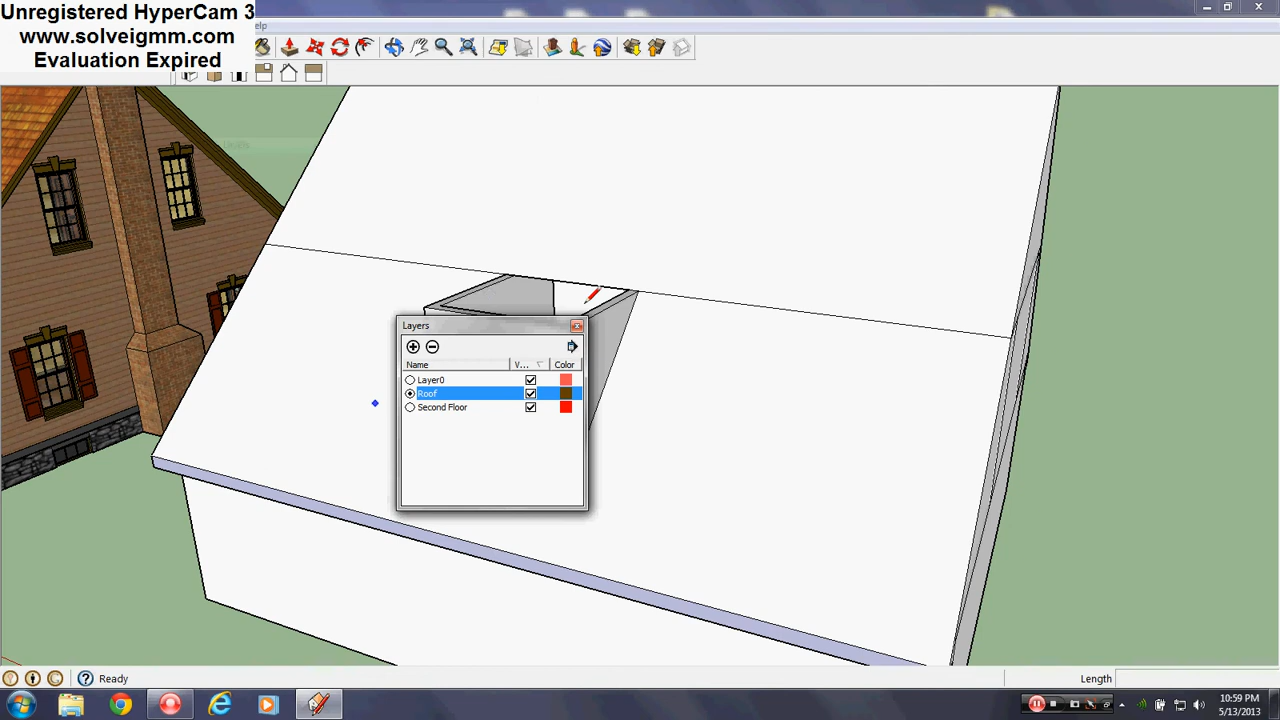 Unregistered HyperCam 3
www.solveigmm.com
Evaluation Expired
elp
Layers
Name V... Color
Layer0
Roof
Second Floor
Ready
Length
10:59 PM
5/13/2013